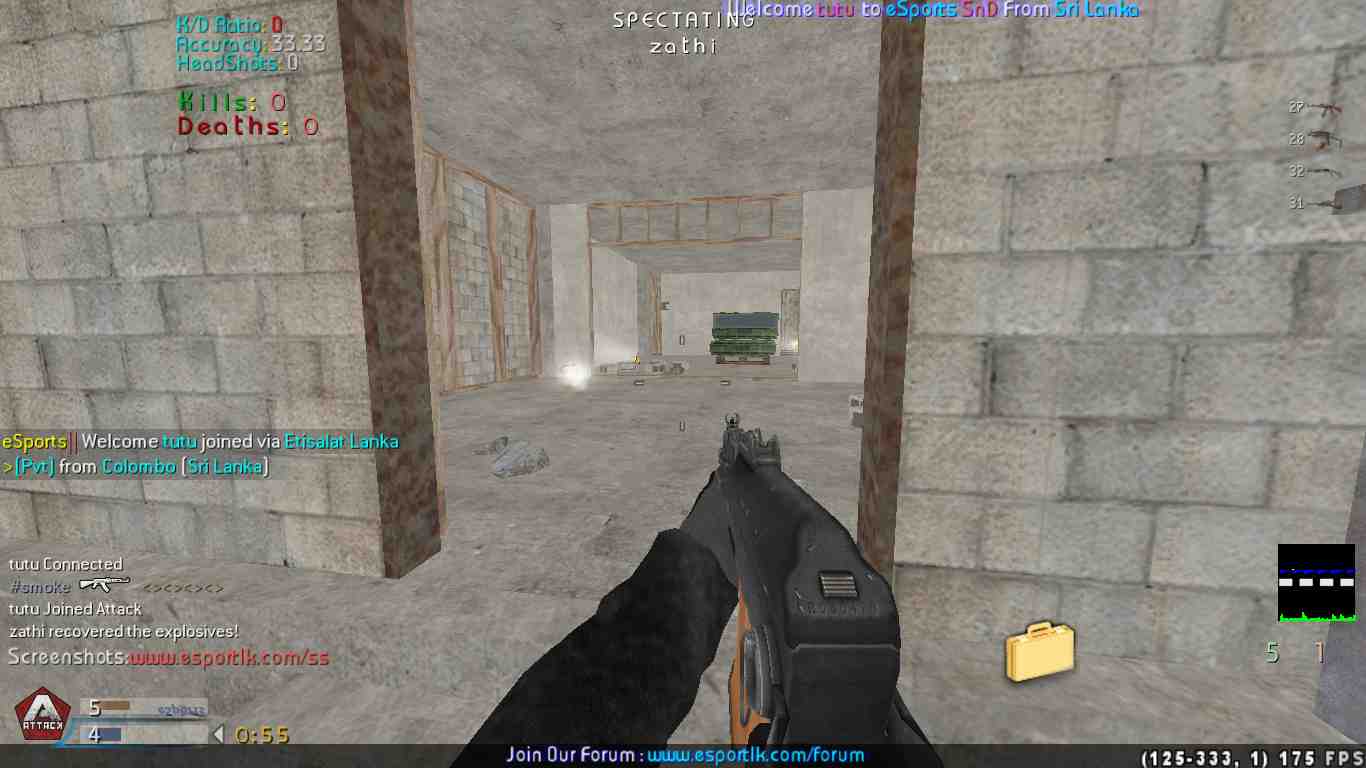 K/D Ratio: 0
Accuracy: 33.33
HeadShots: 0
Kills: 0
Deaths: 0
SPECTATING
zathi
Welcome tutu to eSports SnD From Sri Lanka
27
28
32
31
eSports|| Welcome tutu joined via Etisalat Lanka
>[Pvt] from Colombo [Sri Lanka]
tutu Connected
#smoke <><><><>
tutu Joined Attack
zathi recovered the explosives!
Screenshots:www.esportlk.com/ss
5 1
ATTACK
5
4
0:55
Join Our Forum : www.esportlk.com/forum
(125-333, 1) 175 FPS